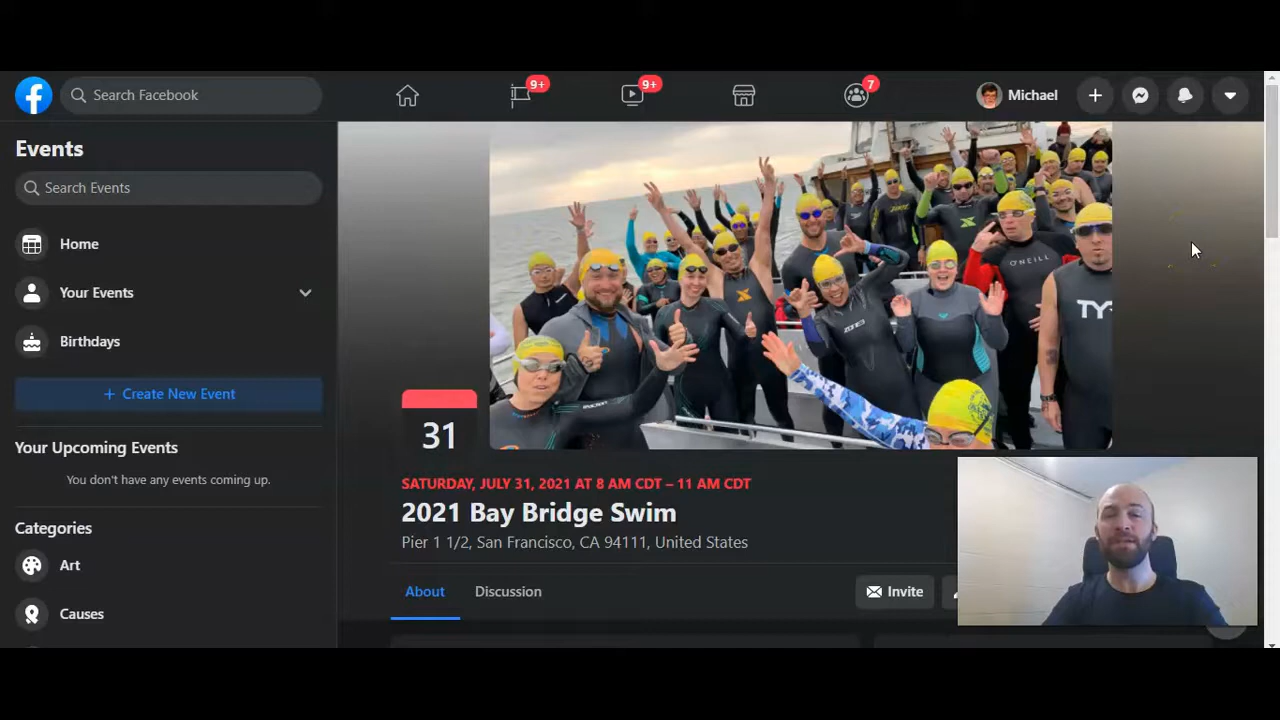 Search Facebook
9+
9+
7
Michael
Events
Search Events
Home
Your Events
Birthdays
+ Create New Event
Your Upcoming Events
You don't have any events coming up.
Categories
Art
Causes
O'NEILL
TY
ZONE3
31
SATURDAY, JULY 31, 2021 AT 8 AM CDT – 11 AM CDT
2021 Bay Bridge Swim
Pier 1 1/2, San Francisco, CA 94111, United States
About
Discussion
Invite